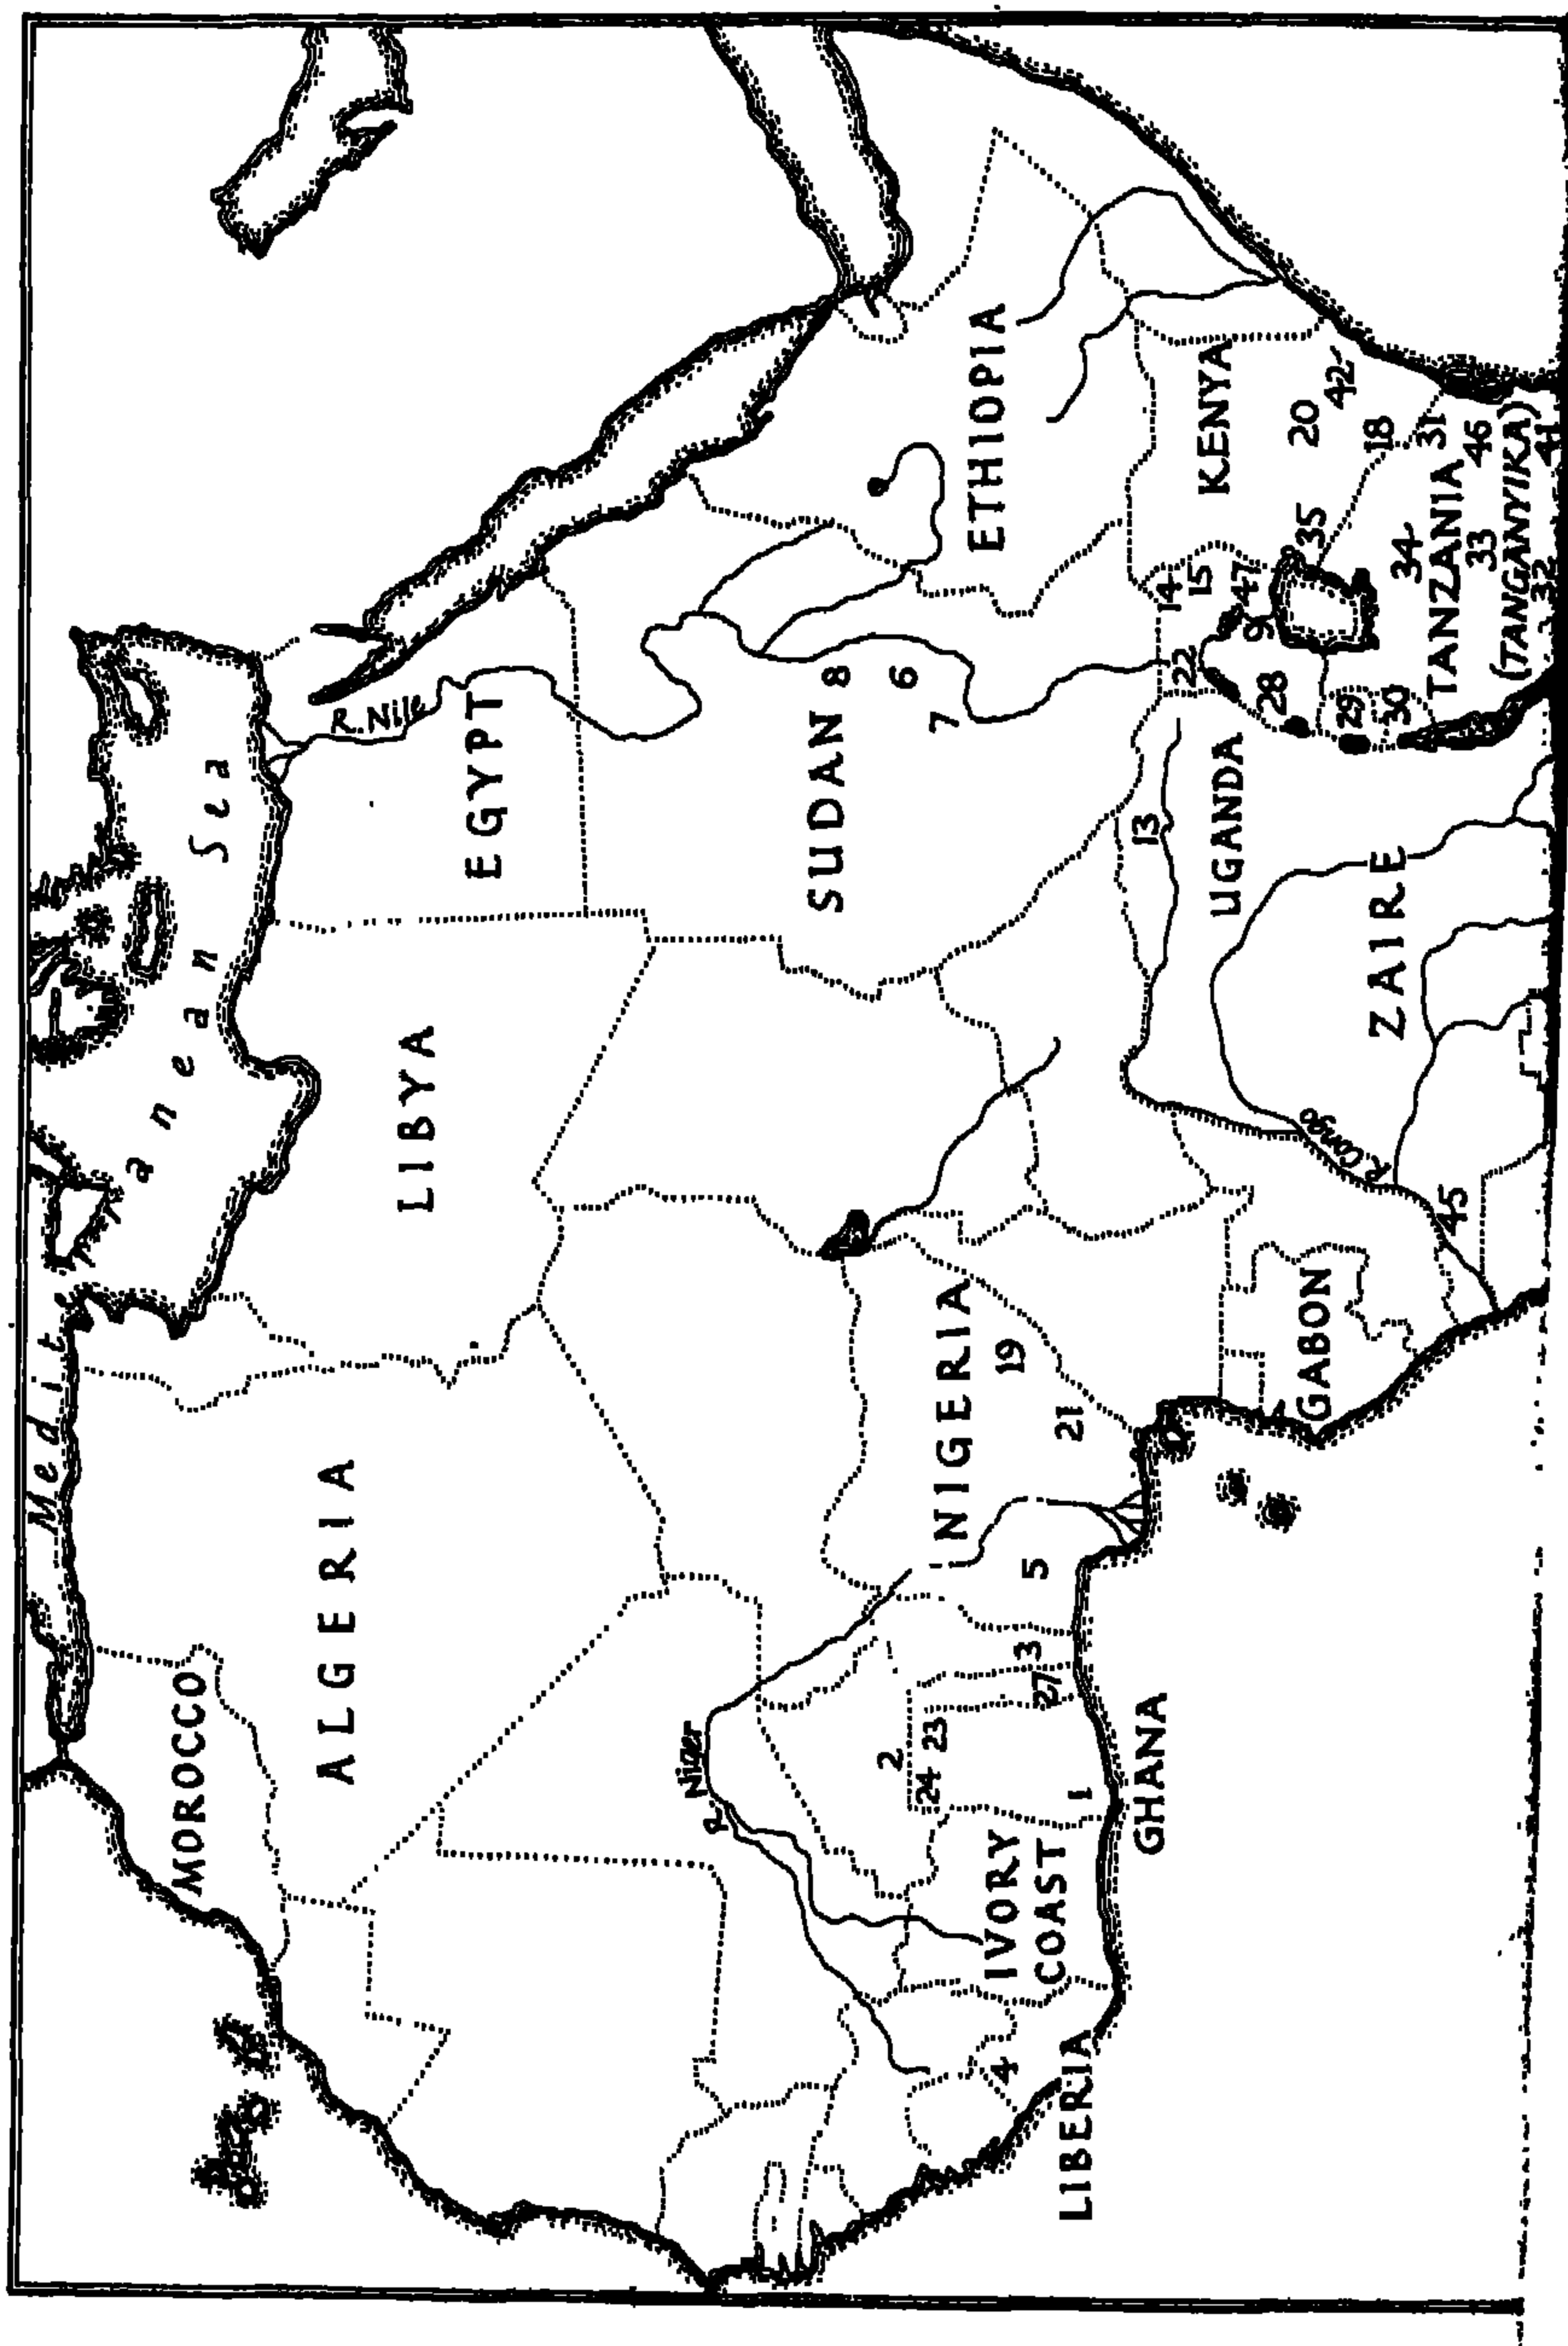 Medit
anean
Sea
MOROCCO
ALGERIA
LIBYA
EGYPT
R. Nile
R. Niger
SUDAN
8
6
7
ETHIOPIA
NIGERIA
19
21
5
2
24
23
27
3
1
IVORY
COAST
GHANA
4
LIBERIA
GABON
R. Congo
45
ZAIRE
UGANDA
13
14
15
22
47
9
28
29
30
KENYA
20
42
18
35
31
34
TANZANIA
46
33
(TANGANYIKA)
32
41